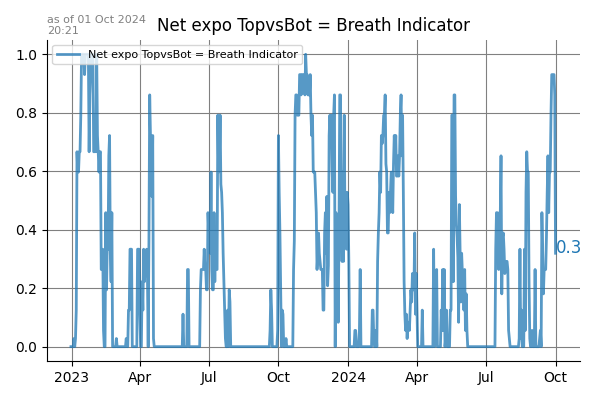 as of 01 Oct 2024
20:21
Net expo TopvsBot = Breath Indicator
Net expo TopvsBot = Breath Indicator
1.0
0.8
0.6
0.4
0.2
0.0
0.3
2023 Apr Jul Oct 2024 Apr Jul Oct